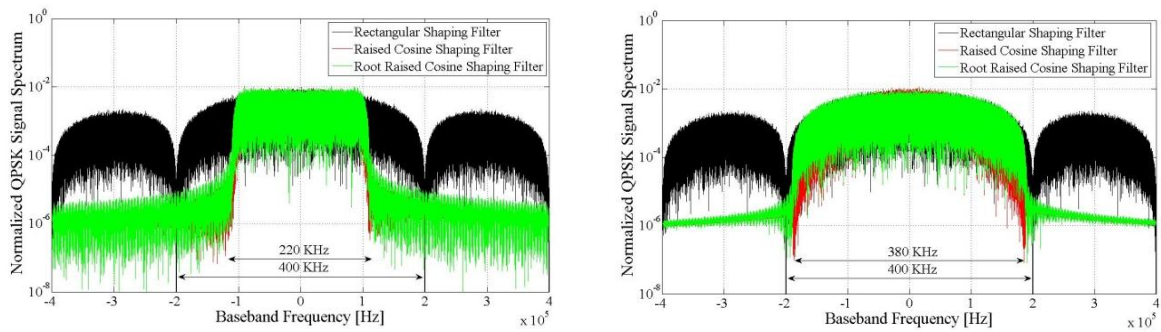 Normalized QPSK Signal Spectrum
10^0
10^-2
10^-4
10^-6
10^-8
Rectangular Shaping Filter
Raised Cosine Shaping Filter
Root Raised Cosine Shaping Filter
220 KHz
400 KHz
-4 -3 -2 -1 0 1 2 3 4
x 10^5
Baseband Frequency [Hz]
Normalized QPSK Signal Spectrum
10^0
10^-2
10^-4
10^-6
10^-8
Rectangular Shaping Filter
Raised Cosine Shaping Filter
Root Raised Cosine Shaping Filter
380 KHz
400 KHz
-4 -3 -2 -1 0 1 2 3 4
x 10^5
Baseband Frequency [Hz]